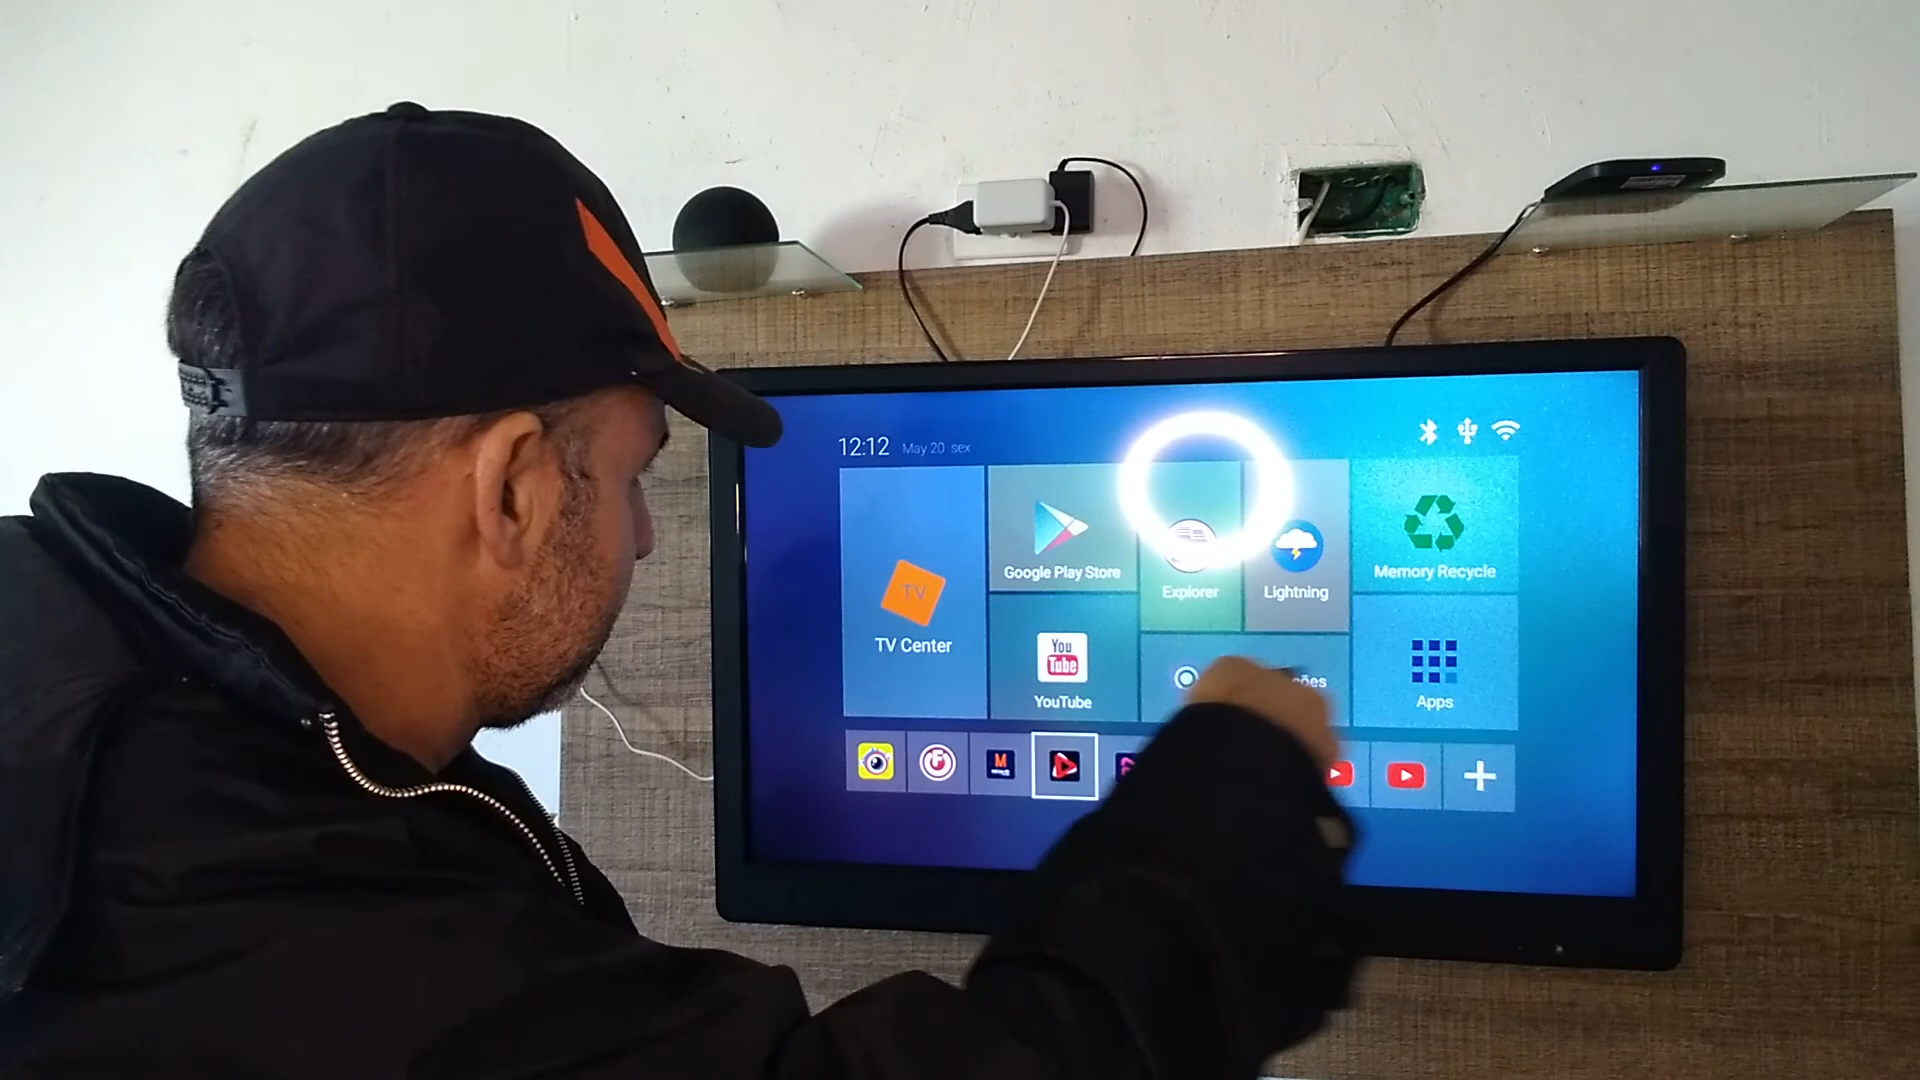 12:12 May 20 sex
Google Play Store
Explorer
Lightning
Memory Recycle
TV
TV Center
You
Tube
YouTube
Apps
F
M